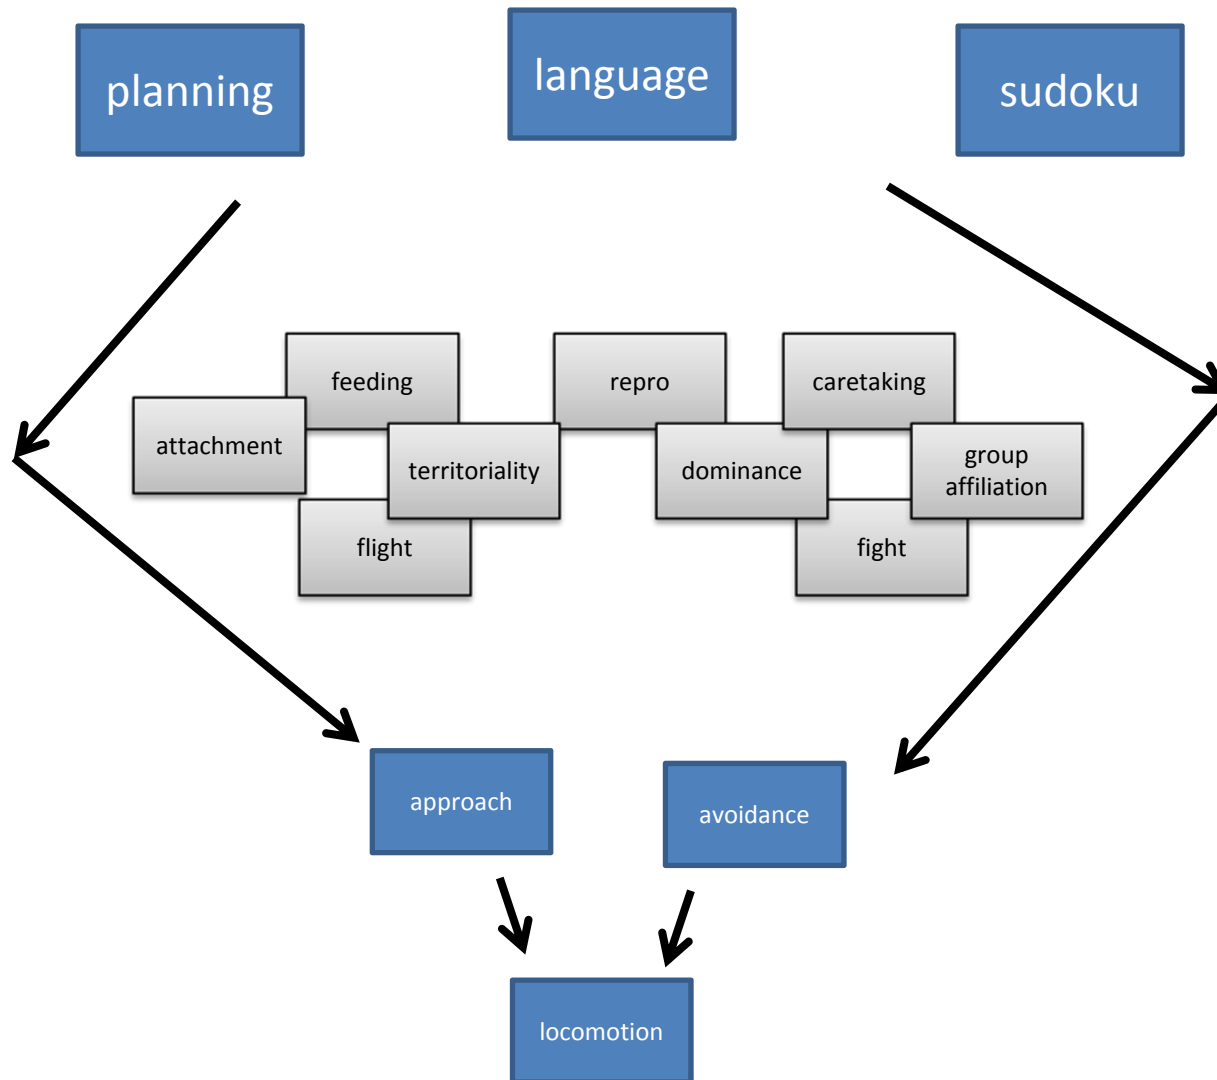 planning
language
sudoku
feeding
repro
caretaking
attachment
territoriality
dominance
group
affiliation
flight
fight
approach
avoidance
locomotion